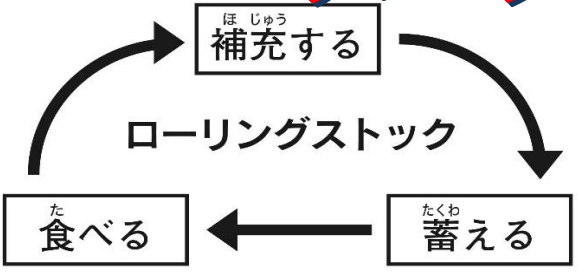 ほ じゅう
補充する
ローリングストック
た
食べる
たくわ
蓄える